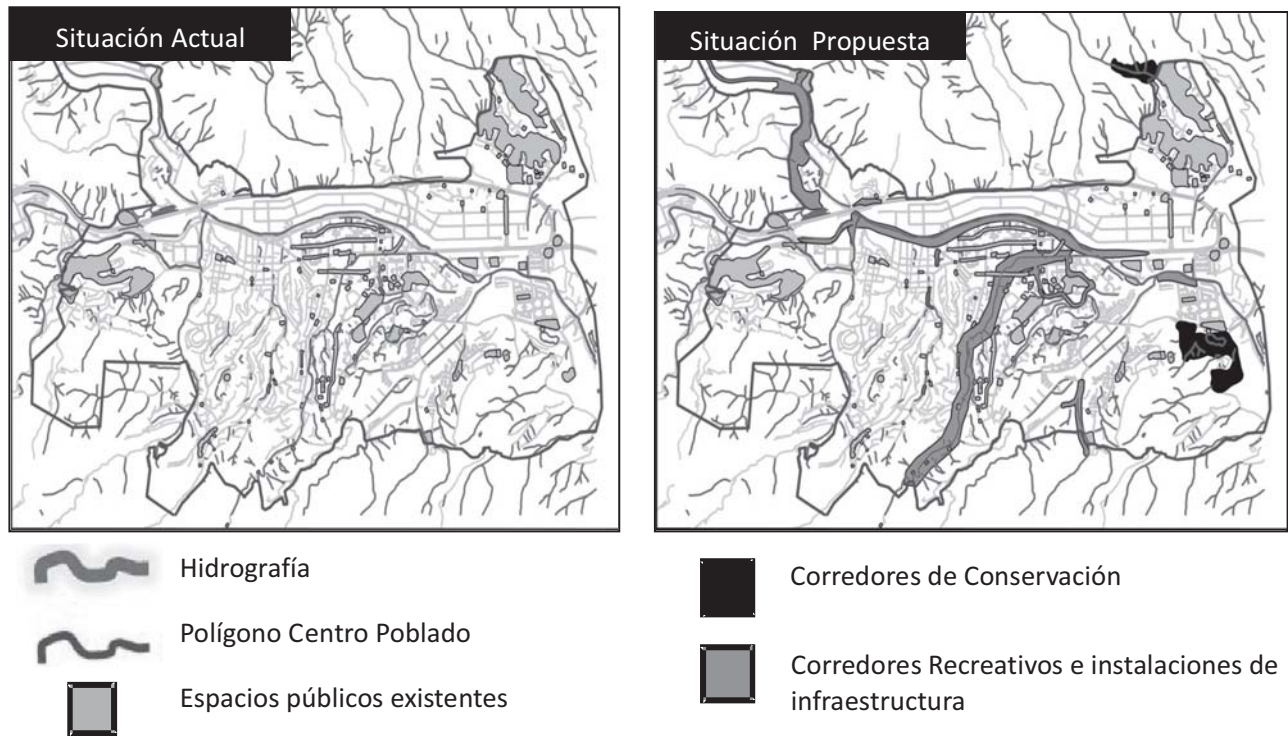 Situación Actual
Situación Propuesta
Hidrografía
Polígono Centro Poblado
Espacios públicos existentes
Corredores de Conservación
Corredores Recreativos e instalaciones de
infraestructura